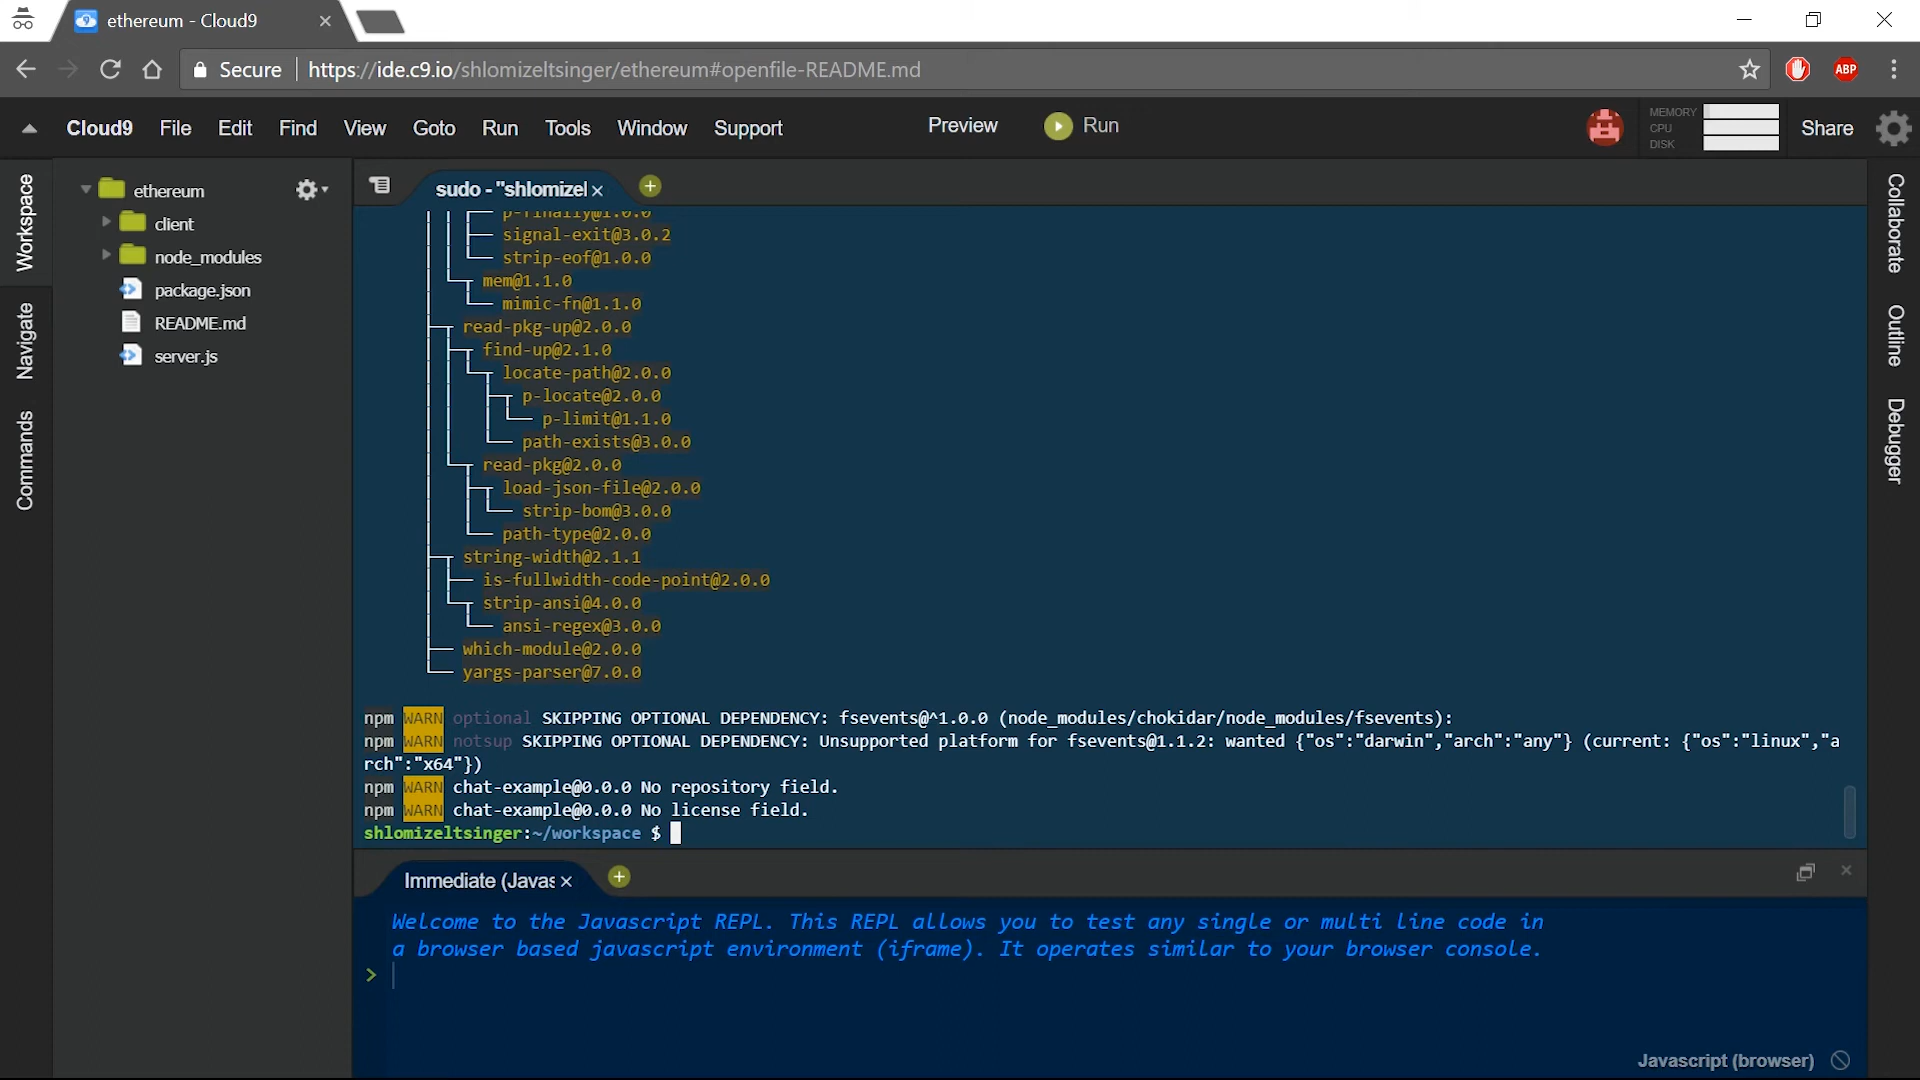 ethereum - Cloud9
Secure
https://ide.c9.io/shlomizeltsinger/ethereum#openfile-README.md
ABP
Cloud9 File Edit Find View Goto Run Tools Window Support
Preview
Run
MEMORY
CPU
DISK
Share
Workspace
Navigate
Commands
ethereum
client
node_modules
package.json
README.md
server.js
sudo - "shlomizel
p-finally@1.0.0
signal-exit@3.0.2
strip-eof@1.0.0
mem@1.1.0
mimic-fn@1.1.0
read-pkg-up@2.0.0
find-up@2.1.0
locate-path@2.0.0
p-locate@2.0.0
p-limit@1.1.0
path-exists@3.0.0
read-pkg@2.0.0
load-json-file@2.0.0
strip-bom@3.0.0
path-type@2.0.0
string-width@2.1.1
is-fullwidth-code-point@2.0.0
strip-ansi@4.0.0
ansi-regex@3.0.0
which-module@2.0.0
yargs-parser@7.0.0
npm WARN optional SKIPPING OPTIONAL DEPENDENCY: fsevents@^1.0.0 (node_modules/chokidar/node_modules/fsevents):
npm WARN notsup SKIPPING OPTIONAL DEPENDENCY: Unsupported platform for fsevents@1.1.2: wanted {"os":"darwin","arch":"any"} (current: {"os":"linux","a
rch":"x64"})
npm WARN chat-example@0.0.0 No repository field.
npm WARN chat-example@0.0.0 No license field.
shlomizeltsinger:~/workspace $
Immediate (Javas
Welcome to the Javascript REPL. This REPL allows you to test any single or multi line code in
a browser based javascript environment (iframe). It operates similar to your browser console.
>
Javascript (browser)
Collaborate
Outline
Debugger